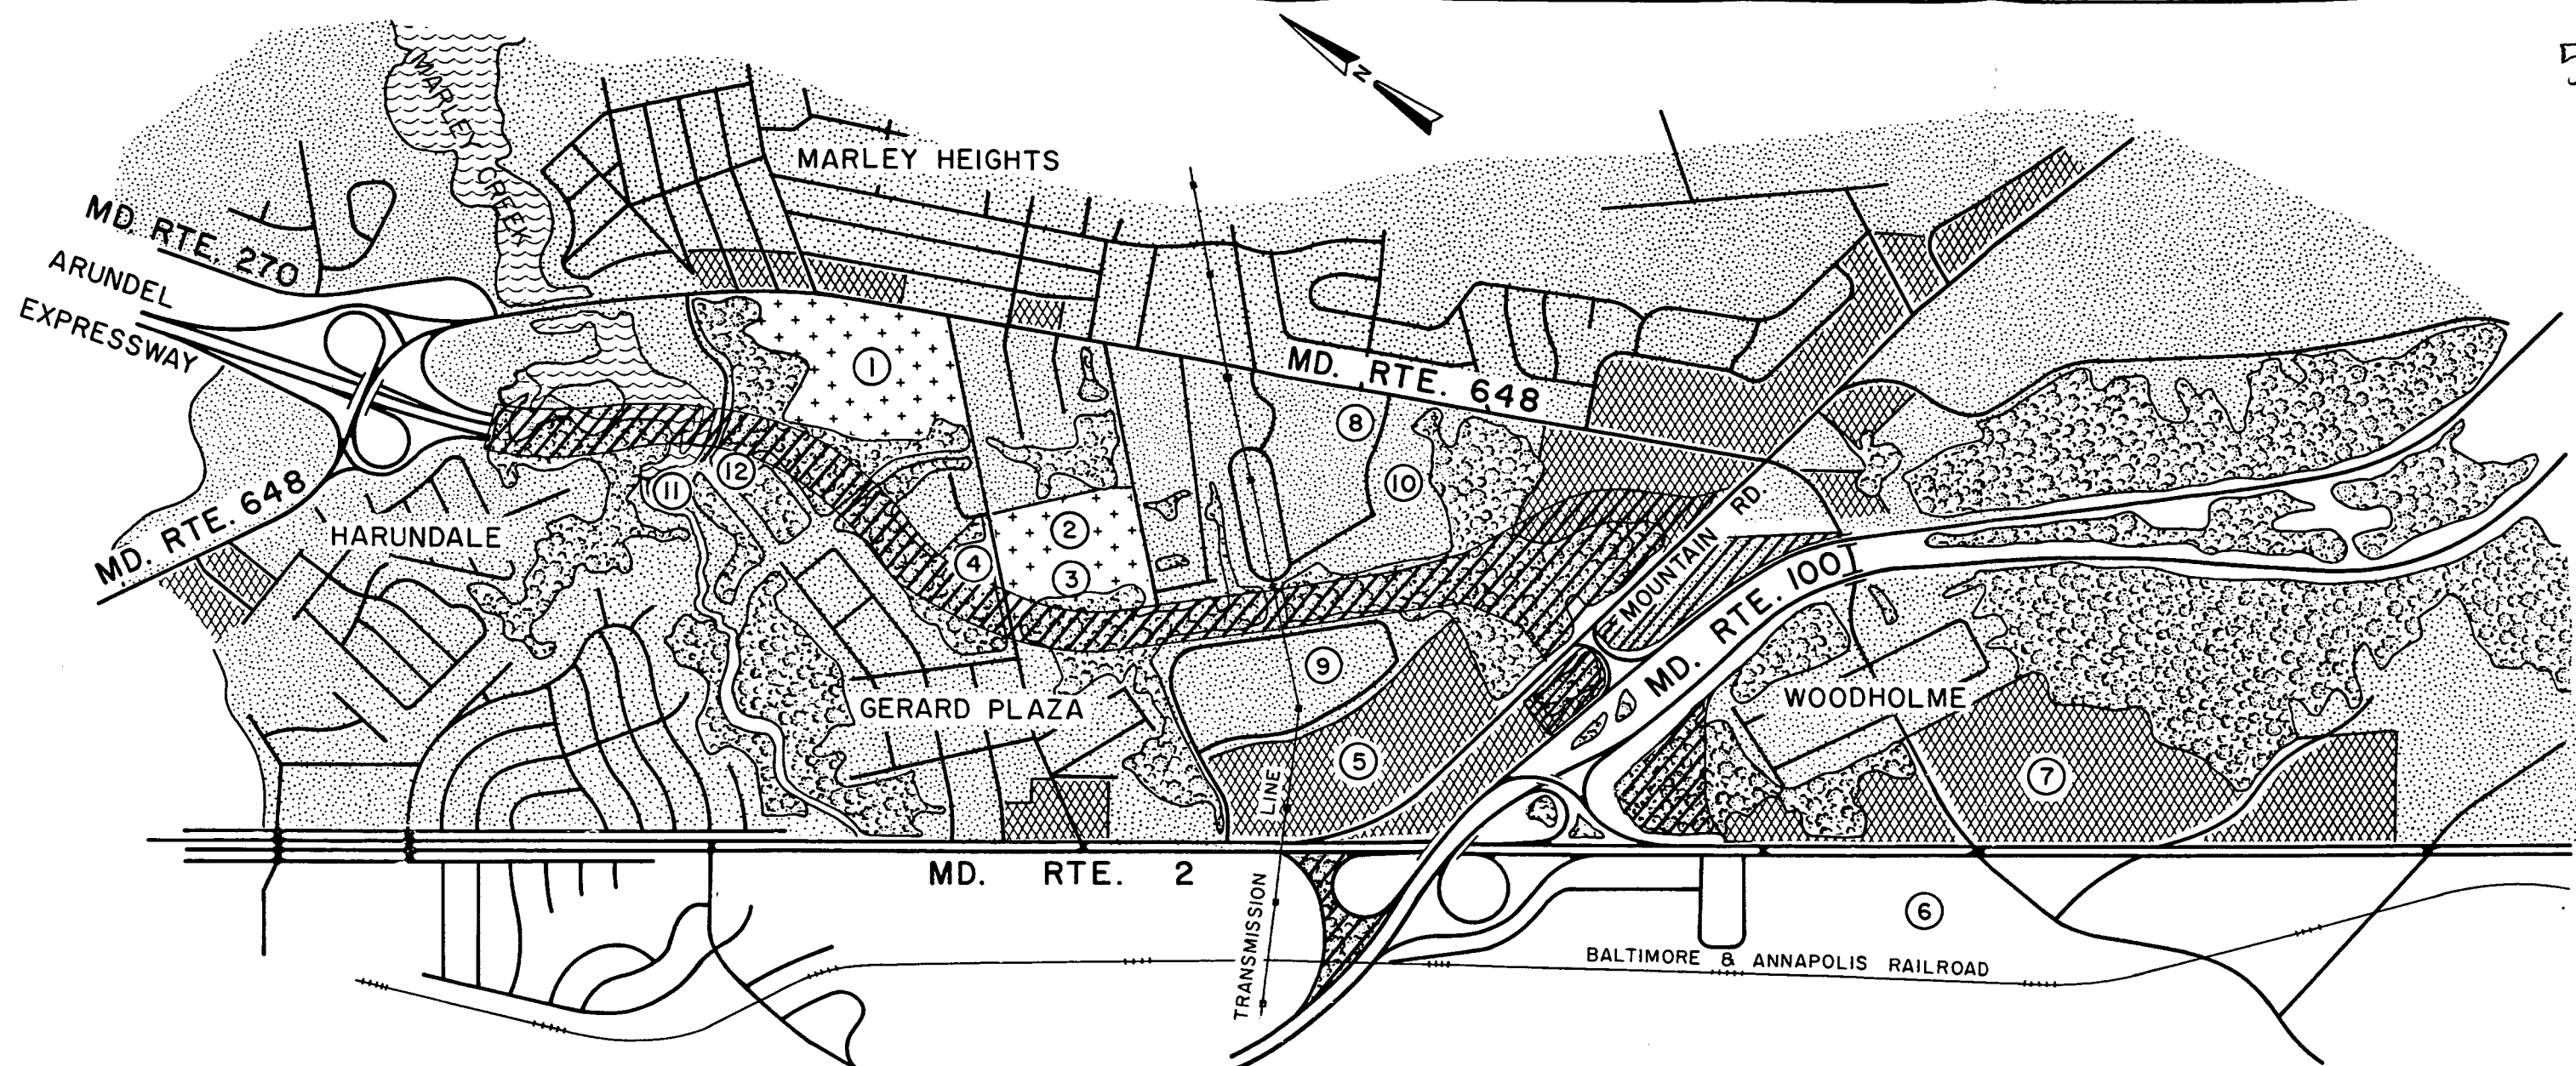 N
MARLEY CREEK
MARLEY HEIGHTS
MD. RTE. 270
ARUNDEL
EXPRESSWAY
1
MD. RTE. 648
8
10
12
11
MD. RTE. 648
HARUNDALE
2
3
4
MOUNTAIN RD.
MD. RTE. 100
9
GERARD PLAZA
WOODHOLME
5
7
TRANSMISSION LINE
MD. RTE. 2
6
BALTIMORE & ANNAPOLIS RAILROAD